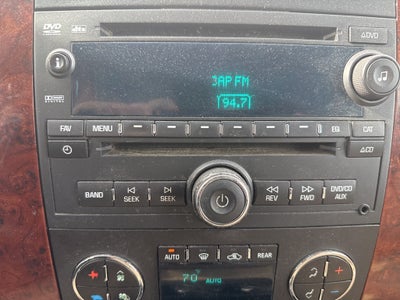 DVD
DVD
3AP FM
94.7
FAV
MENU
EQ
CAT
CD
BAND
SEEK
SEEK
REV
FWD
DVD/CD
AUX
AUTO
REAR
70°
AUTO